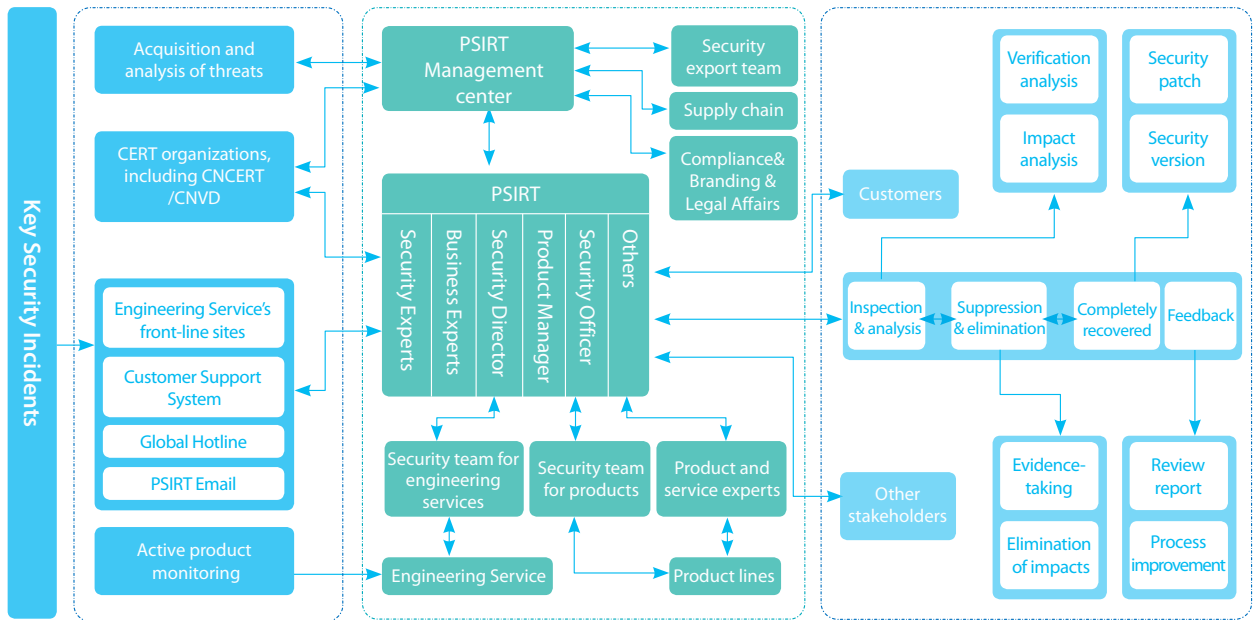 Key Security Incidents
Acquisition and
analysis of threats
CERT organizations,
including CNCERT
/CNVD
Engineering Service's
front-line sites
Customer Support
System
Global Hotline
PSIRT Email
Active product
monitoring
PSIRT
Management
center
Security
export team
Supply chain
Compliance&
Branding &
Legal Affairs
PSIRT
Security Experts
Business Experts
Security Director
Product Manager
Security Officer
Others
Security team for
engineering
services
Security team
for products
Product and
service experts
Engineering Service
Product lines
Customers
Other
stakeholders
Verification
analysis
Impact
analysis
Security
patch
Security
version
Inspection
& analysis
Suppression
& elimination
Completely
recovered
Feedback
Evidence-
taking
Elimination
of impacts
Review
report
Process
improvement